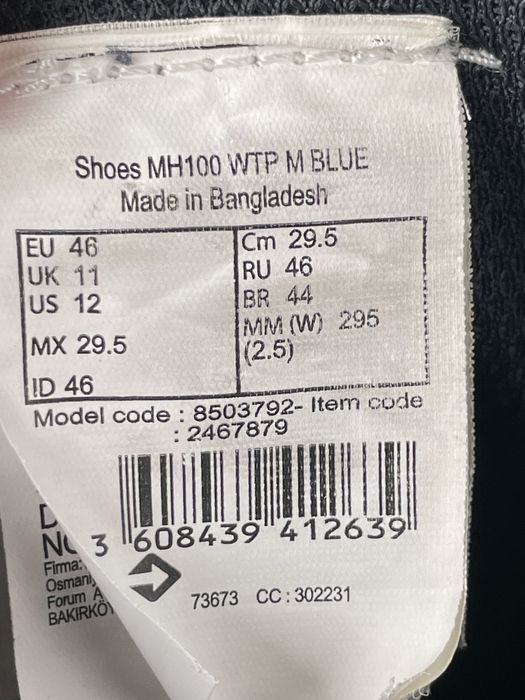 Shoes MH100 WTP M BLUE
Made in Bangladesh
EU 46
UK 11
US 12
MX 29.5
ID 46
Cm 29.5
RU 46
BR 44
MM (W) 295
(2.5)
Model code : 8503792- Item code
: 2467879
3 608439 412639
Firma:
Forum
73673 CC : 302231